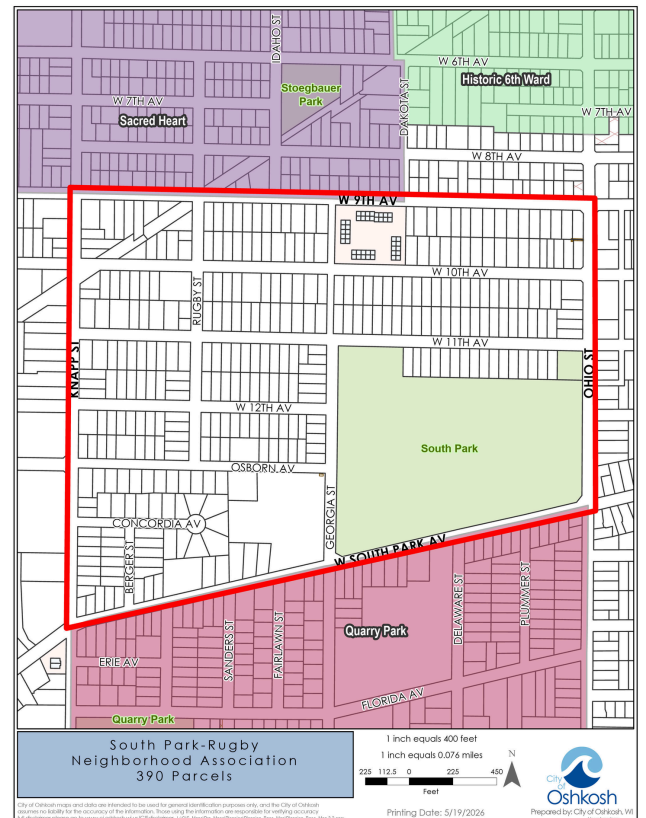 IDAHO ST
W 6TH AV
Historic 6th Ward
Stoegbauer
Park
DAKOTA ST
W 7TH AV
Sacred Heart
W 7TH AV
W 8TH AV
W 9TH AV
W 10TH AV
RUGBY ST
W 11TH AV
KNAPP ST
OHIO ST
W 12TH AV
South Park
OSBORN AV
GEORGIA ST
CONCORDIA AV
W SOUTH PARK AV
BERGER ST
DELAWARE ST
PLUMMER ST
SANDERS ST
FAIRLAWN ST
Quarry Park
ERIE AV
FLORIDA AV
Quarry Park
South Park-Rugby
Neighborhood Association
390 Parcels
1 inch equals 400 feet
1 inch equals 0.076 miles
N
225 112.5 0 225 450
Feet
City
of
Oshkosh
City of Oshkosh maps and data are intended to be used for general identification purposes only, and the City of Oshkosh
assumes no liability for the accuracy of the information. Those using the information are responsible for verifying accuracy.
Printing Date: 5/19/2026
Prepared by: City of Oshkosh, WI